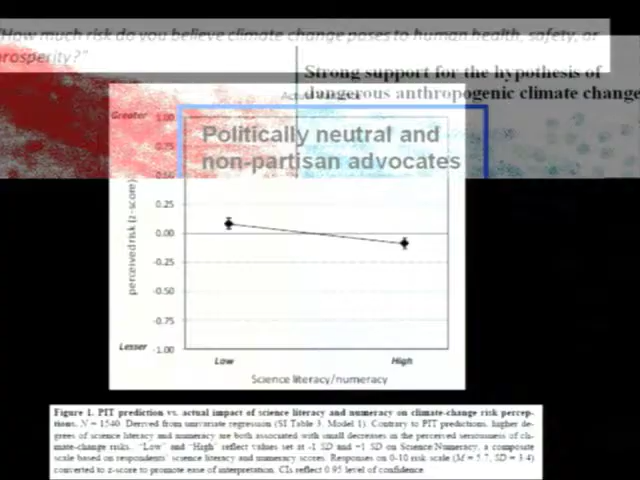 "How much risk do you believe climate change poses to human health, safety, or
prosperity?"
Strong support for the hypothesis of
dangerous anthropogenic climate change
Greater 1.00
Politically neutral and
0.75
non-partisan advocates
perceived risk (z-score)
0.25
0.00
-0.25
-0.50
-0.75
Lesser -1.00
Low High
Science literacy/numeracy
Figure 1. PIT prediction vs. actual impact of science literacy and numeracy on climate-change risk percep-
tions. N = 1540. Derived from univariate regression (SI Table 3, Model 1). Contrary to PIT predictions, higher de-
grees of science literacy and numeracy are both associated with small decreases in the perceived seriousness of cli-
mate-change risks. "Low" and "High" reflect values set at -1 SD and +1 SD on Science/Numeracy, a composite
scale based on respondents' science literacy and numeracy scores. Responses on 0-10 risk scale (M = 5.7, SD = 3.4)
converted to z-score to promote ease of interpretation. CIs reflect 0.95 level of confidence